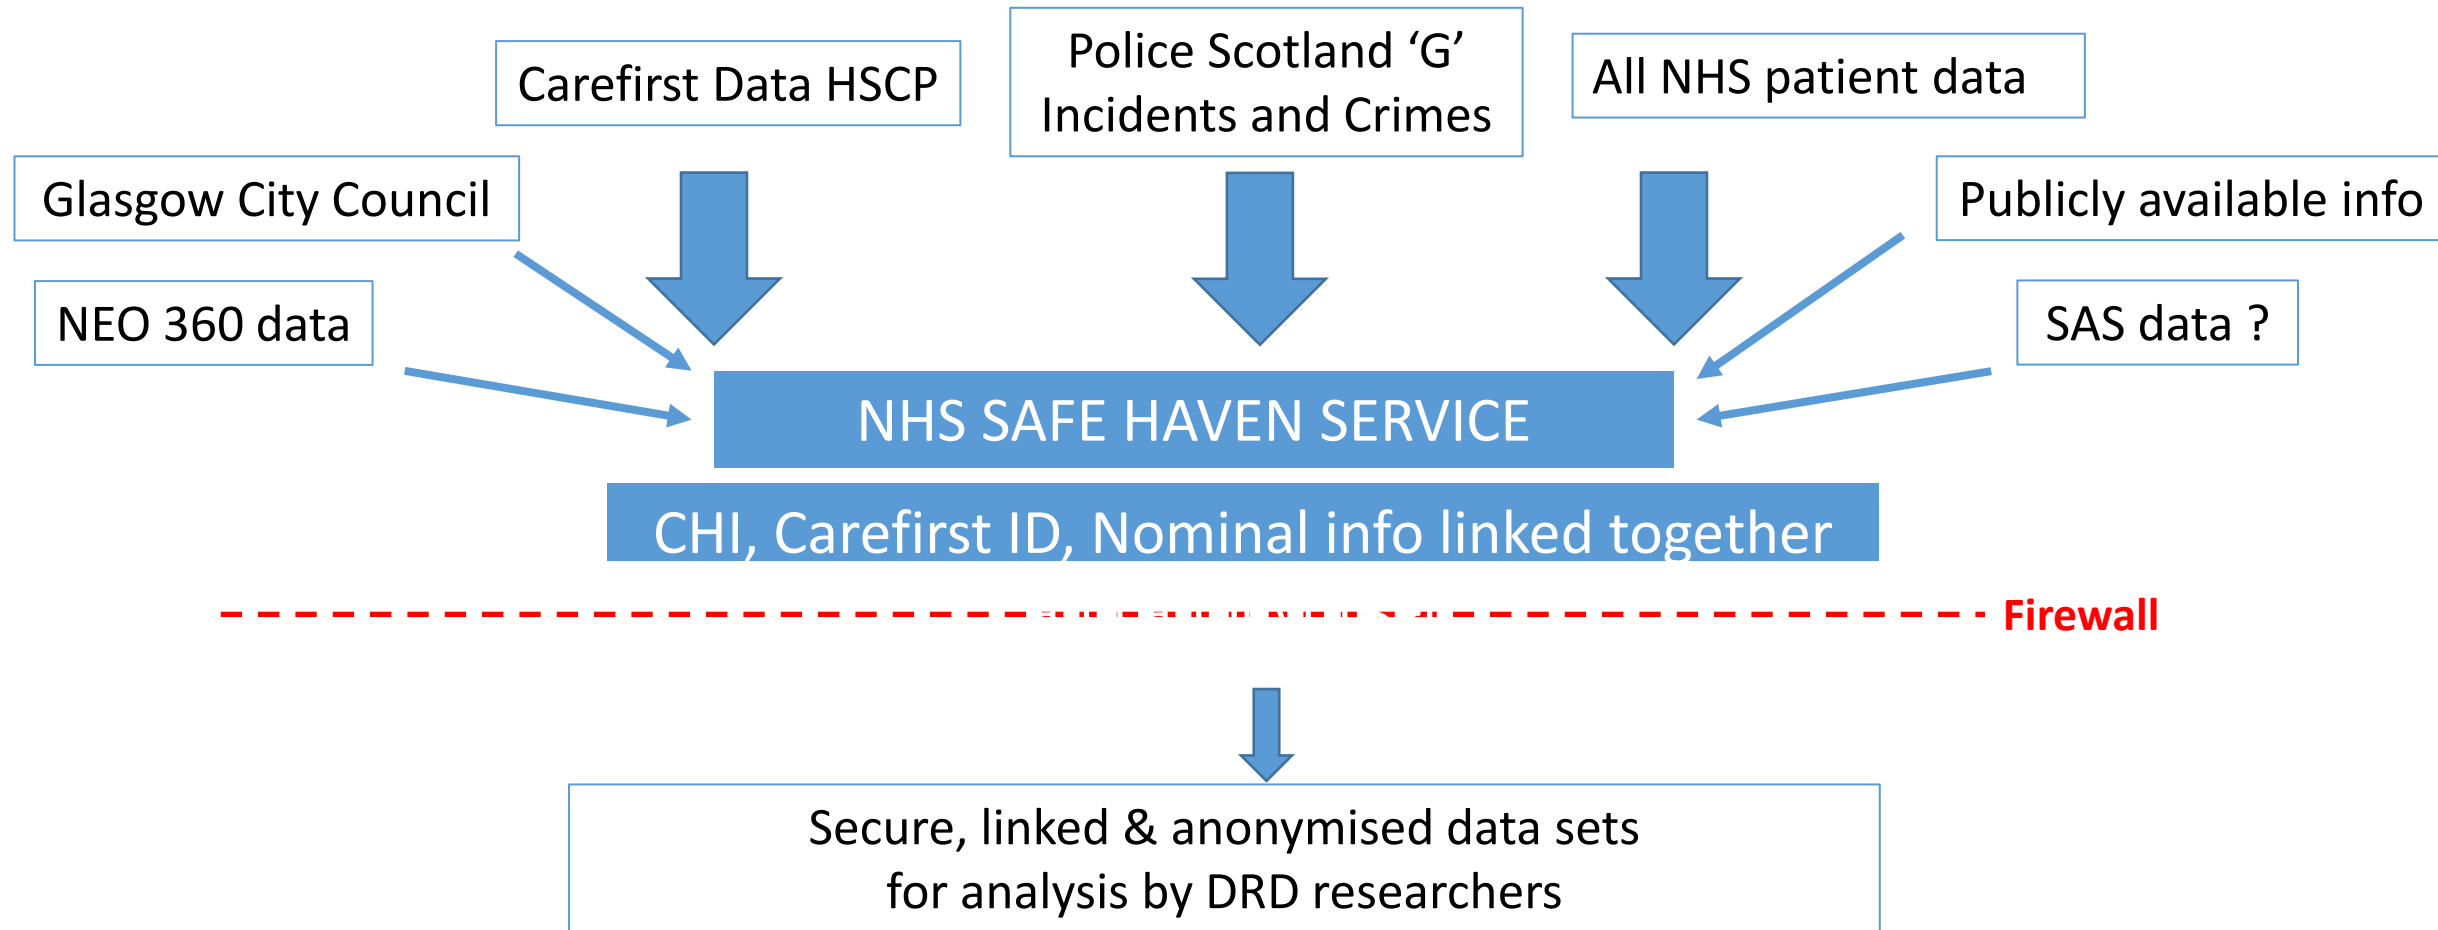 Carefirst Data HSCP
Police Scotland ‘G’
Incidents and Crimes
All NHS patient data
Glasgow City Council
Publicly available info
NEO 360 data
SAS data ?
NHS SAFE HAVEN SERVICE
CHI, Carefirst ID, Nominal info linked together
Firewall
Secure, linked & anonymised data sets
for analysis by DRD researchers